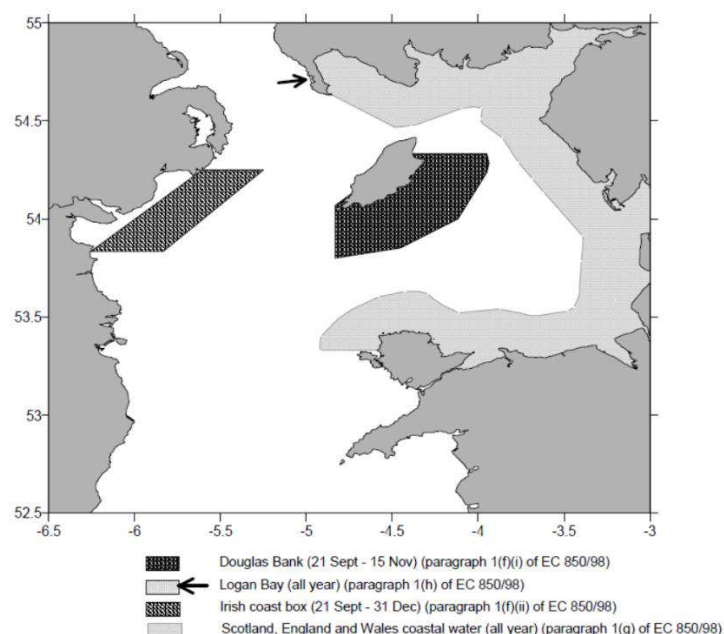 55
54.5
54
53.5
53
52.5
-6.5 -6 -5.5 -5 -4.5 -4 -3.5 -3
Douglas Bank (21 Sept - 15 Nov) (paragraph 1(f)(i) of EC 850/98)
Logan Bay (all year) (paragraph 1(h) of EC 850/98)
Irish coast box (21 Sept - 31 Dec) (paragraph 1(f)(ii) of EC 850/98)
Scotland, England and Wales coastal water (all year) (paragraph 1(g) of EC 850/98)